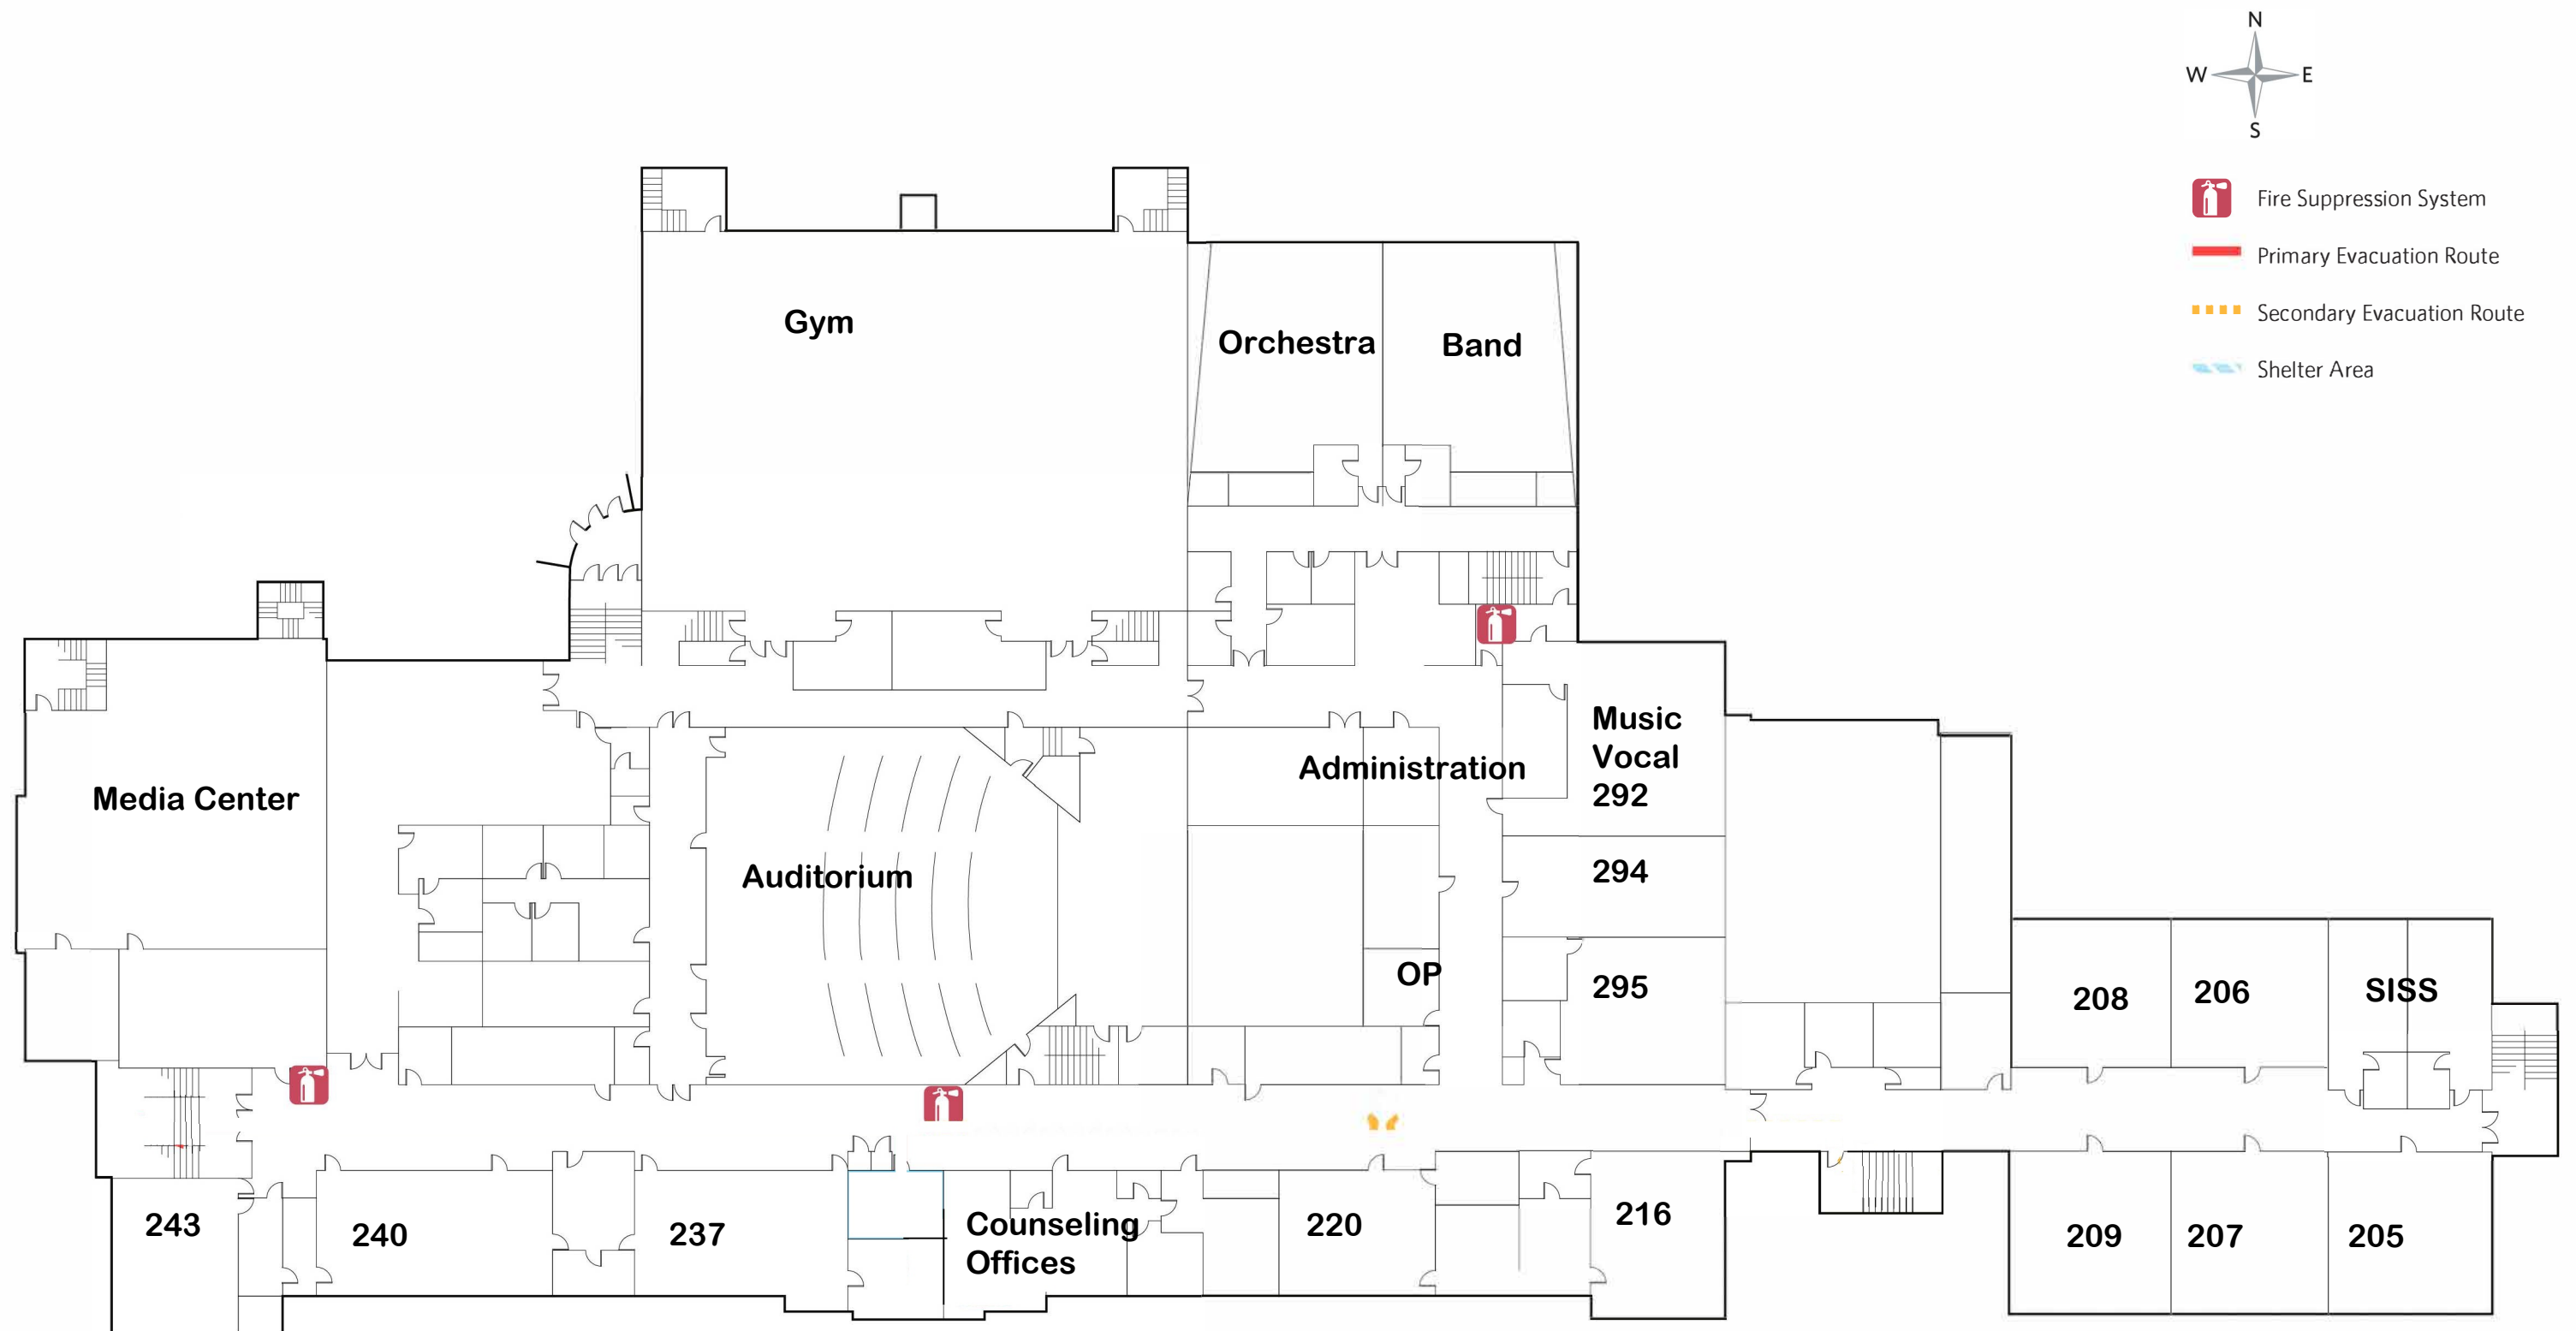 N
W E
S
Fire Suppression System
Primary Evacuation Route
Secondary Evacuation Route
Shelter Area
Gym
Orchestra
Band
Music
Vocal
292
Administration
Media Center
Auditorium
294
OP
295
208
206
SISS
243
240
237
Counseling
Offices
220
216
209
207
205